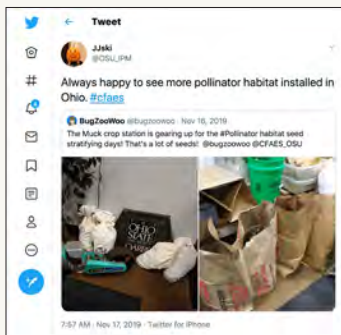 Tweet
JJski
@OSU_IPM
Always happy to see more pollinator habitat installed in
Ohio. #cfaes
BugZooWoo @bugzoowoo · Nov 16, 2019
The Muck crop station is gearing up for the #Pollinator habitat seed
stratifying days! That's a lot of seeds! @bugzoowoo @CFAES_OSU
OHIO
STATE
7:57 AM · Nov 17, 2019 · Twitter for iPhone